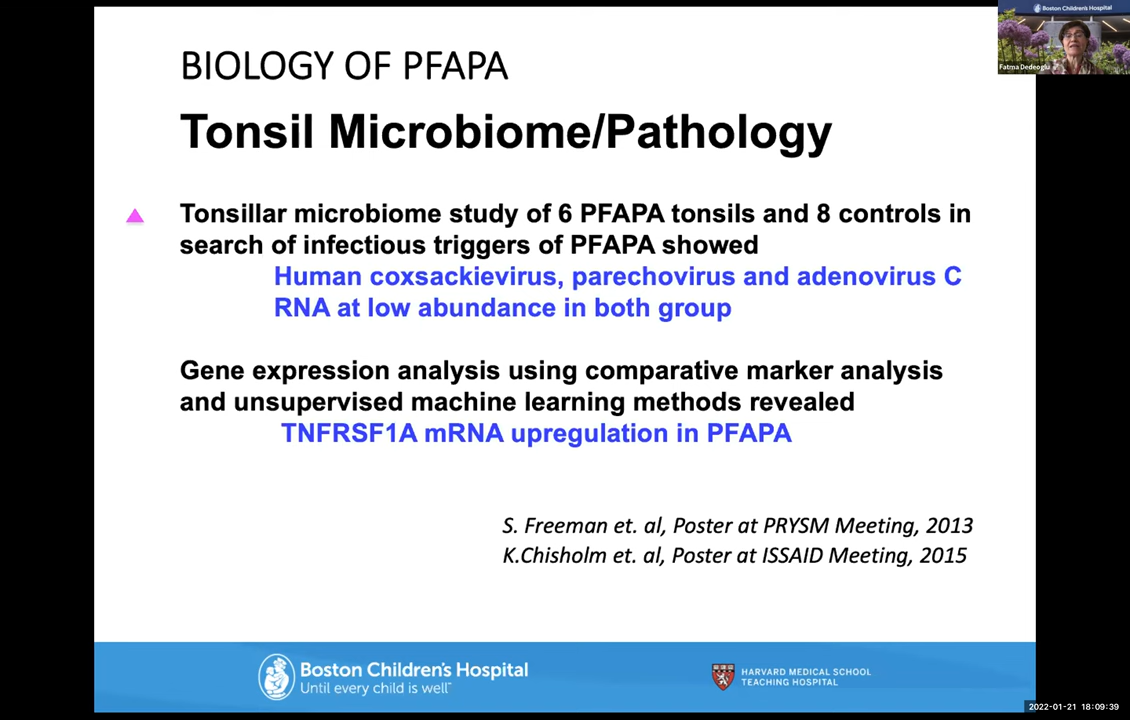 Boston Children's Hospital
Fatma Dedeoglu
BIOLOGY OF PFAPA
Tonsil Microbiome/Pathology
Tonsillar microbiome study of 6 PFAPA tonsils and 8 controls in
search of infectious triggers of PFAPA showed
Human coxsackievirus, parechovirus and adenovirus C
RNA at low abundance in both group
Gene expression analysis using comparative marker analysis
and unsupervised machine learning methods revealed
TNFRSF1A mRNA upregulation in PFAPA
S. Freeman et. al, Poster at PRYSM Meeting, 2013
K.Chisholm et. al, Poster at ISSAID Meeting, 2015
Boston Children's Hospital
Until every child is well™
HARVARD MEDICAL SCHOOL
TEACHING HOSPITAL
2022-01-21 18:09:39